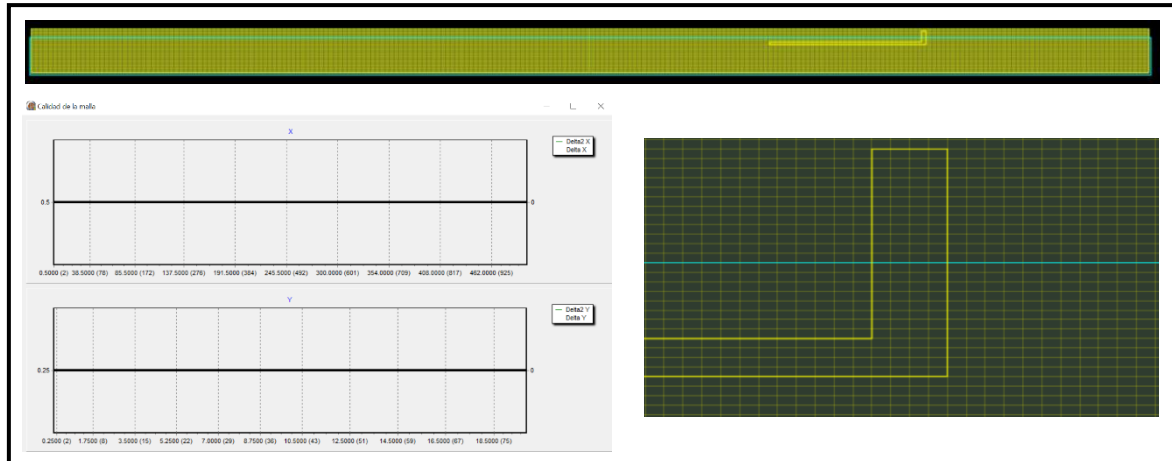 Calidad de la malla
X
Delta2 X
Delta X
0.5
0
0.5000 (2) 38.5000 (78) 85.5000 (172) 137.5000 (276) 191.5000 (384) 245.5000 (492) 300.0000 (601) 354.0000 (709) 408.0000 (817) 462.0000 (925)
Y
Delta2 Y
Delta Y
0.25
0
0.2500 (2) 1.7500 (8) 3.5000 (15) 5.2500 (22) 7.0000 (29) 8.7500 (36) 10.5000 (43) 12.5000 (51) 14.5000 (59) 16.5000 (67) 18.5000 (75)